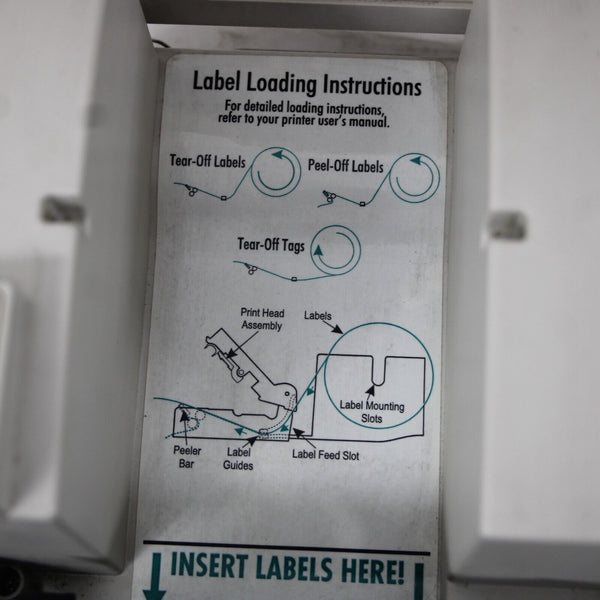 Label Loading Instructions
For detailed loading instructions,
refer to your printer user's manual.
Tear-Off Labels
Peel-Off Labels
Tear-Off Tags
Print Head
Assembly
Labels
Label Mounting
Slots
Peeler
Bar
Label
Guides
Label Feed Slot
INSERT LABELS HERE!